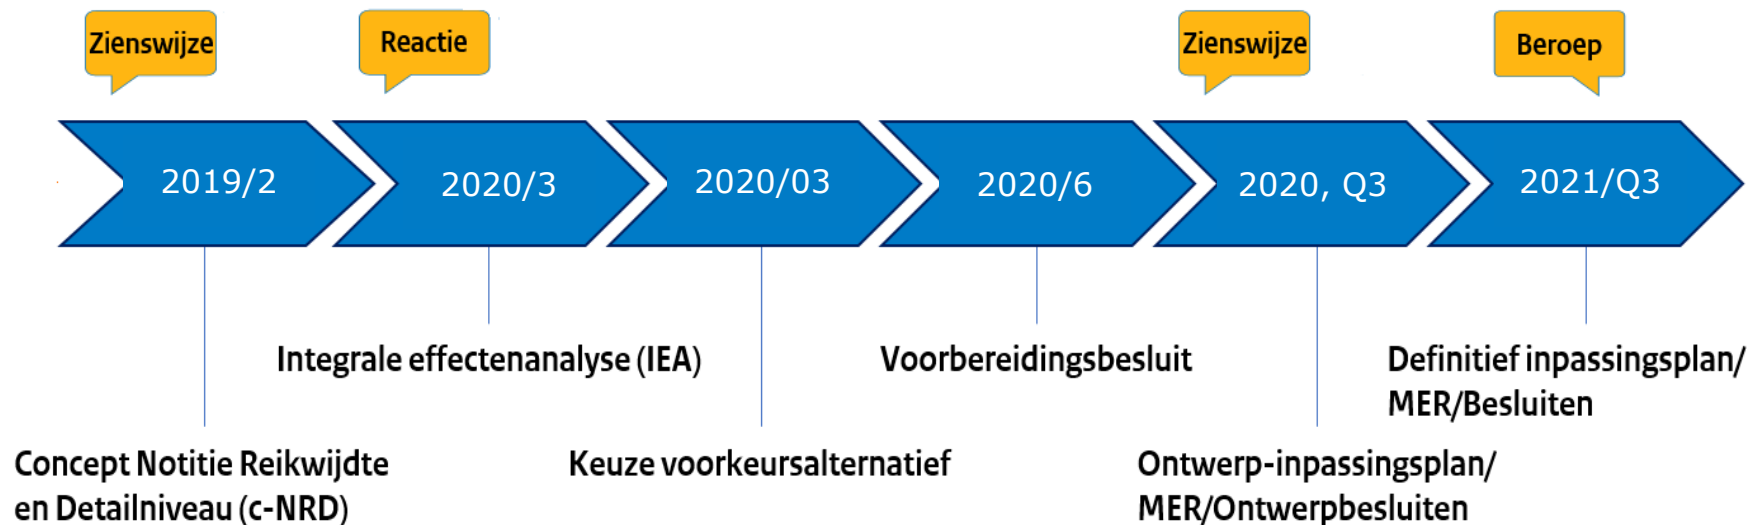 Zienswijze
Reactie
Zienswijze
Beroep
2019/2
2020/3
2020/03
2020/6
2020, Q3
2021/Q3
Integrale effectenanalyse (IEA)
Voorbereidingsbesluit
Definitief inpassingsplan/
MER/Besluiten
Concept Notitie Reikwijdte
en Detailniveau (c-NRD)
Keuze voorkeursalternatief
Ontwerp-inpassingsplan/
MER/Ontwerpbesluiten